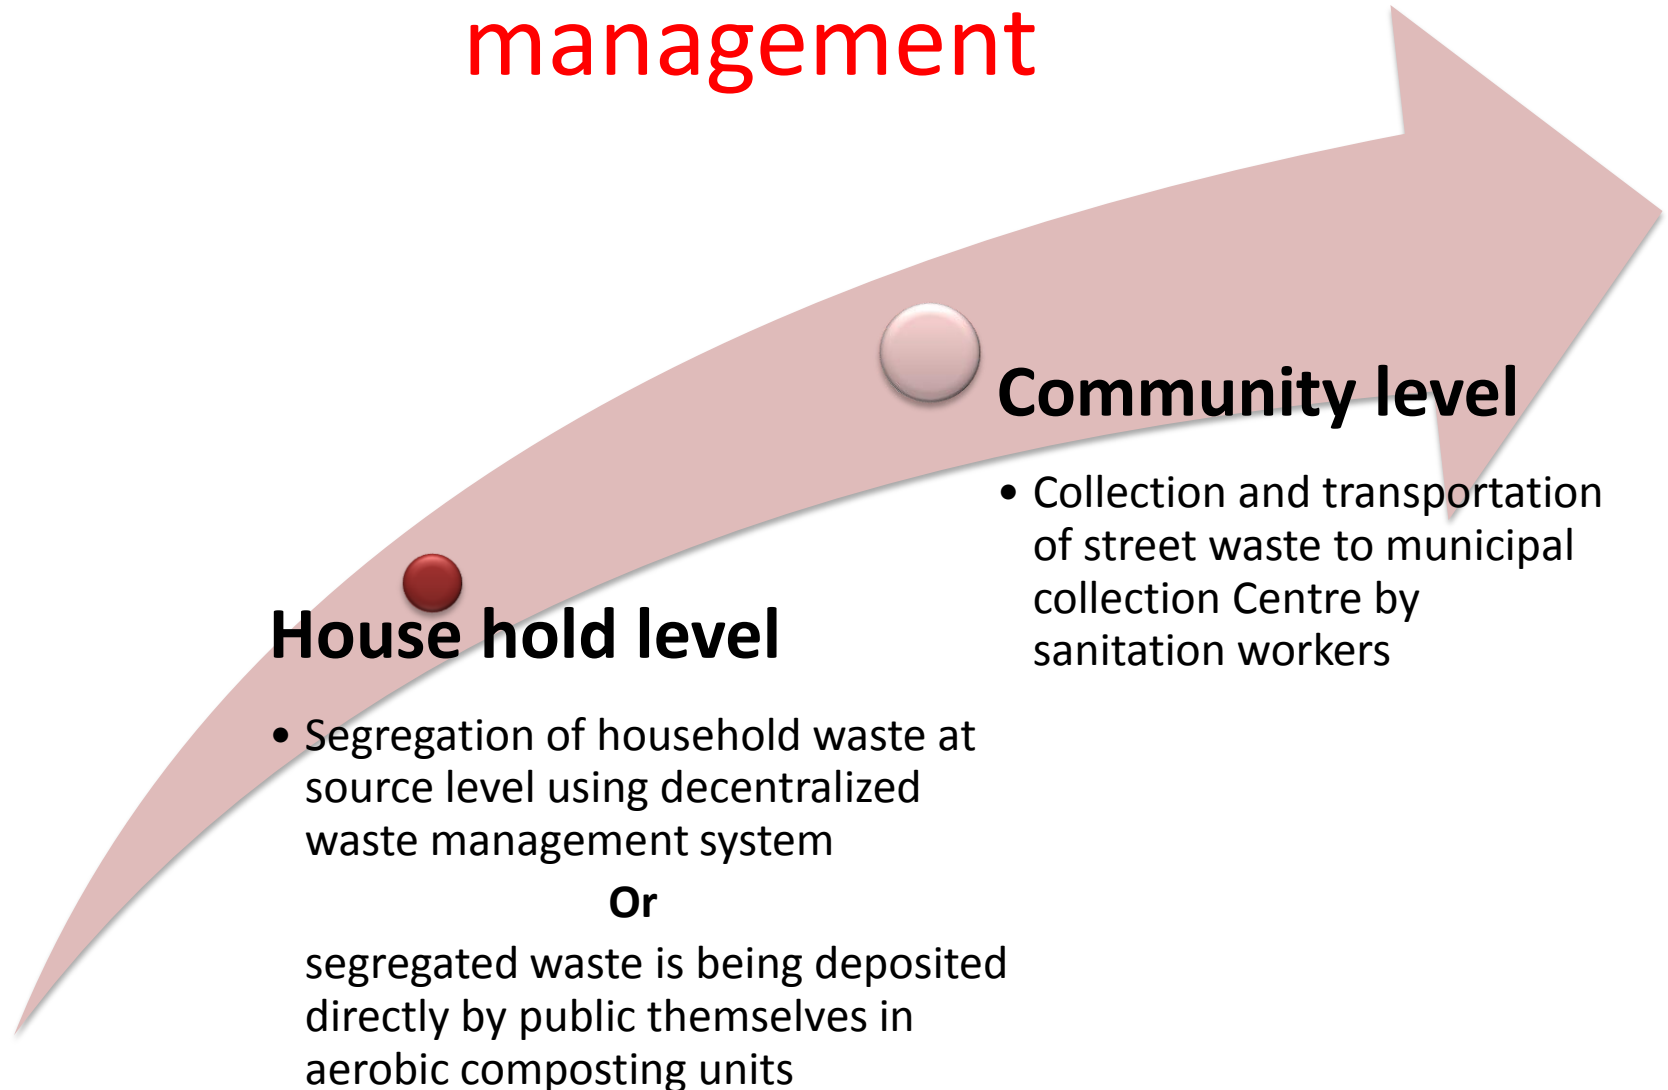 management
Community level
• Collection and transportation
of street waste to municipal
collection Centre by
sanitation workers
House hold level
• Segregation of household waste at
source level using decentralized
waste management system
Or
segregated waste is being deposited
directly by public themselves in
aerobic composting units